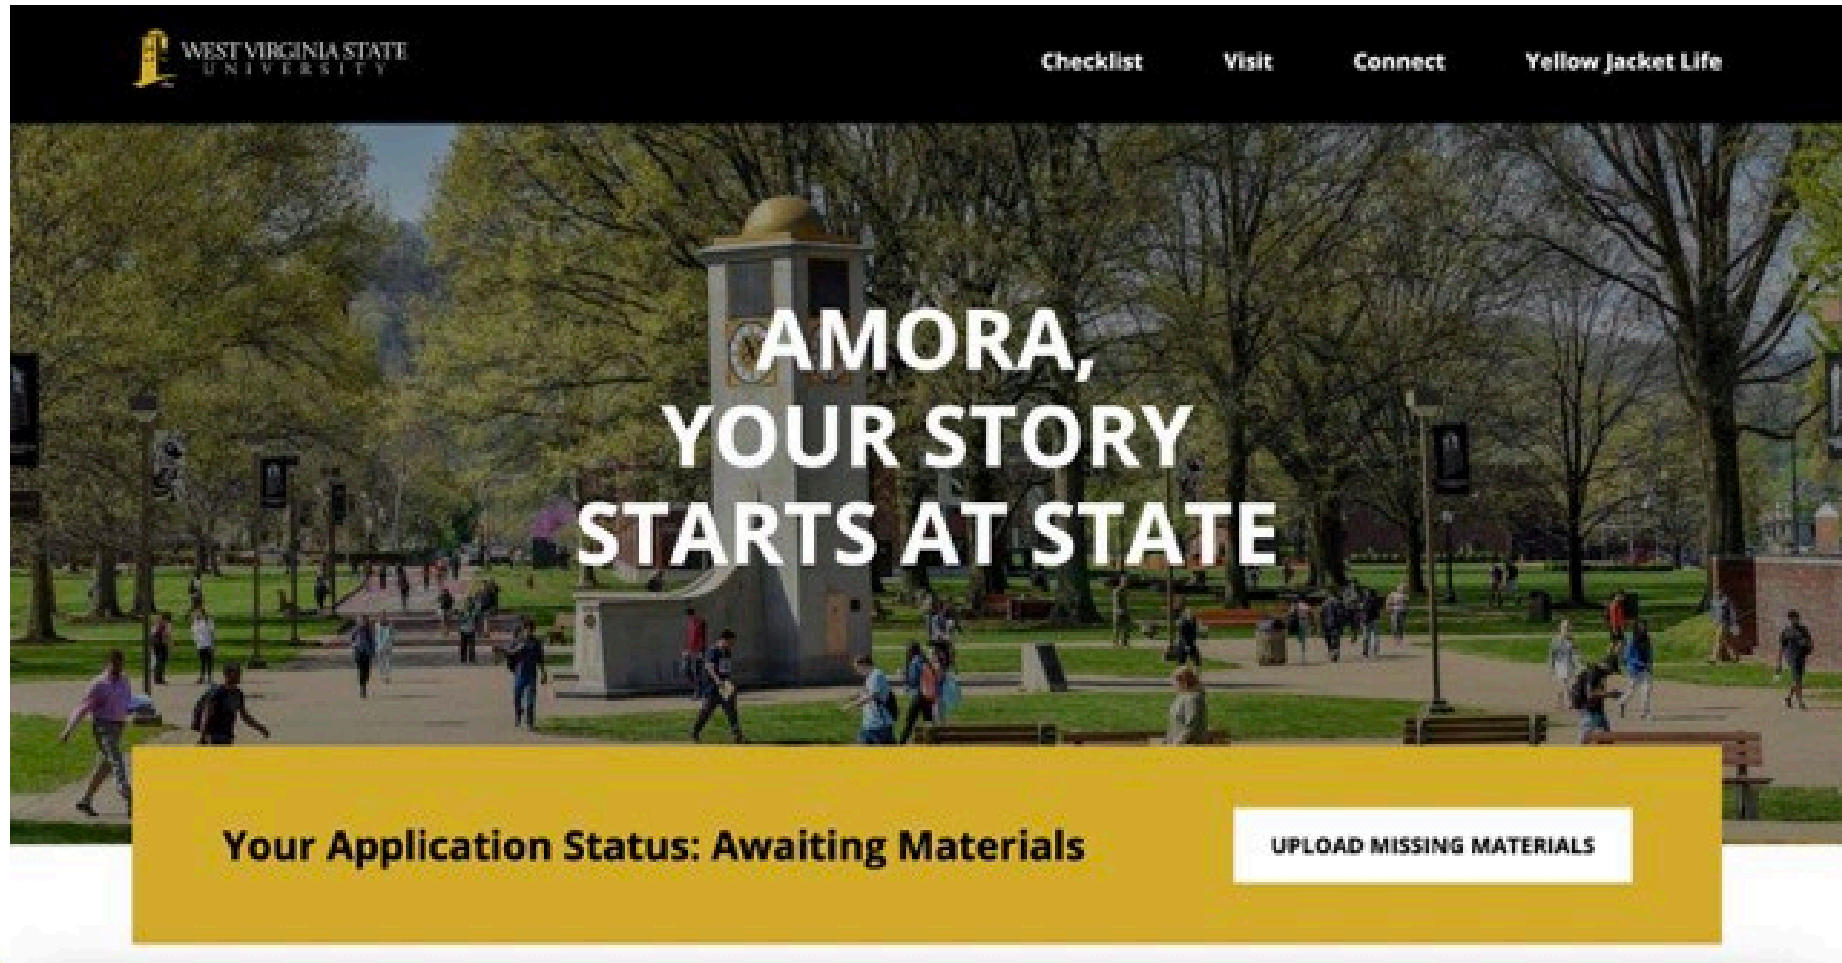 WEST VIRGINIA STATE
UNIVERSITY
Checklist Visit Connect Yellow Jacket Life
AMORA,
YOUR STORY
STARTS AT STATE
Your Application Status: Awaiting Materials
UPLOAD MISSING MATERIALS